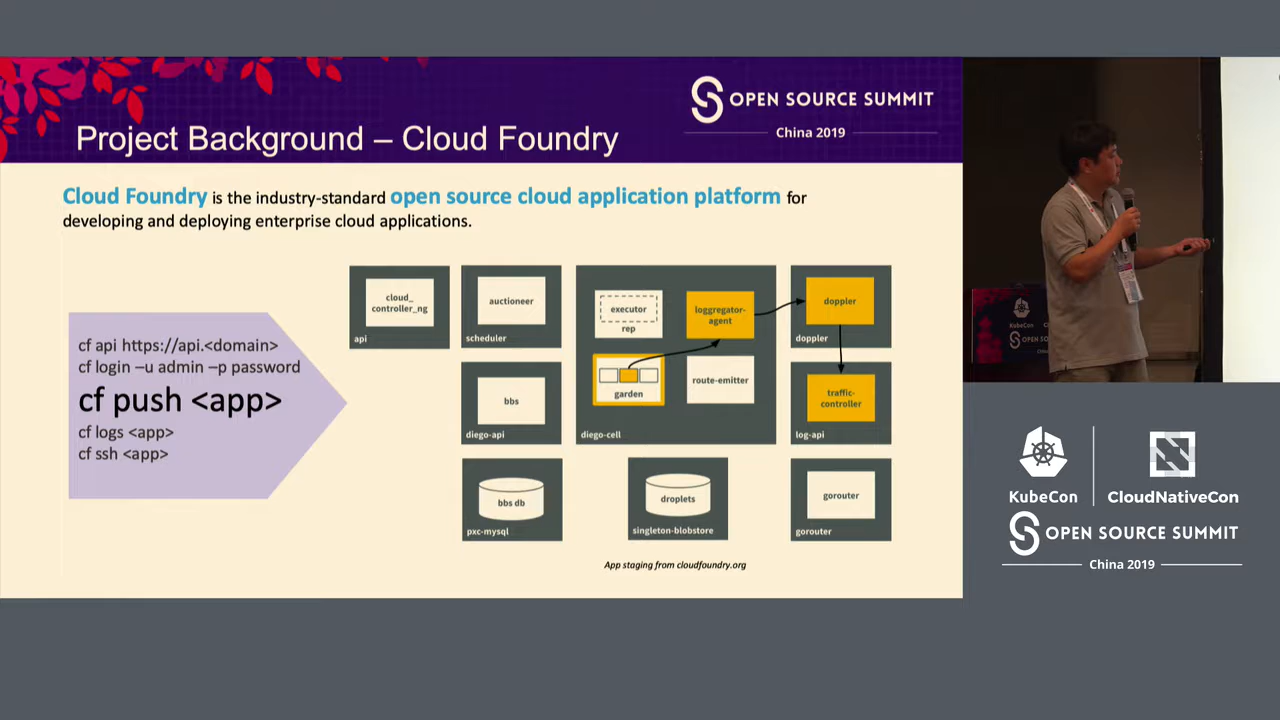 OPEN SOURCE SUMMIT
China 2019
Project Background – Cloud Foundry
Cloud Foundry is the industry-standard open source cloud application platform for
developing and deploying enterprise cloud applications.
cf api https://api.<domain>
cf login –u admin –p password
cf push <app>
cf logs <app>
cf ssh <app>
cloud_
controller_ng
api
auctioneer
scheduler
executor
rep
loggregator-
agent
garden
route-emitter
diego-cell
doppler
doppler
bbs
diego-api
traffic-
controller
log-api
bbs db
pxc-mysql
droplets
singleton-blobstore
gorouter
gorouter
App staging from cloudfoundry.org
KubeCon
KubeCon
CloudNativeCon
OPEN SOURCE SUMMIT
China 2019